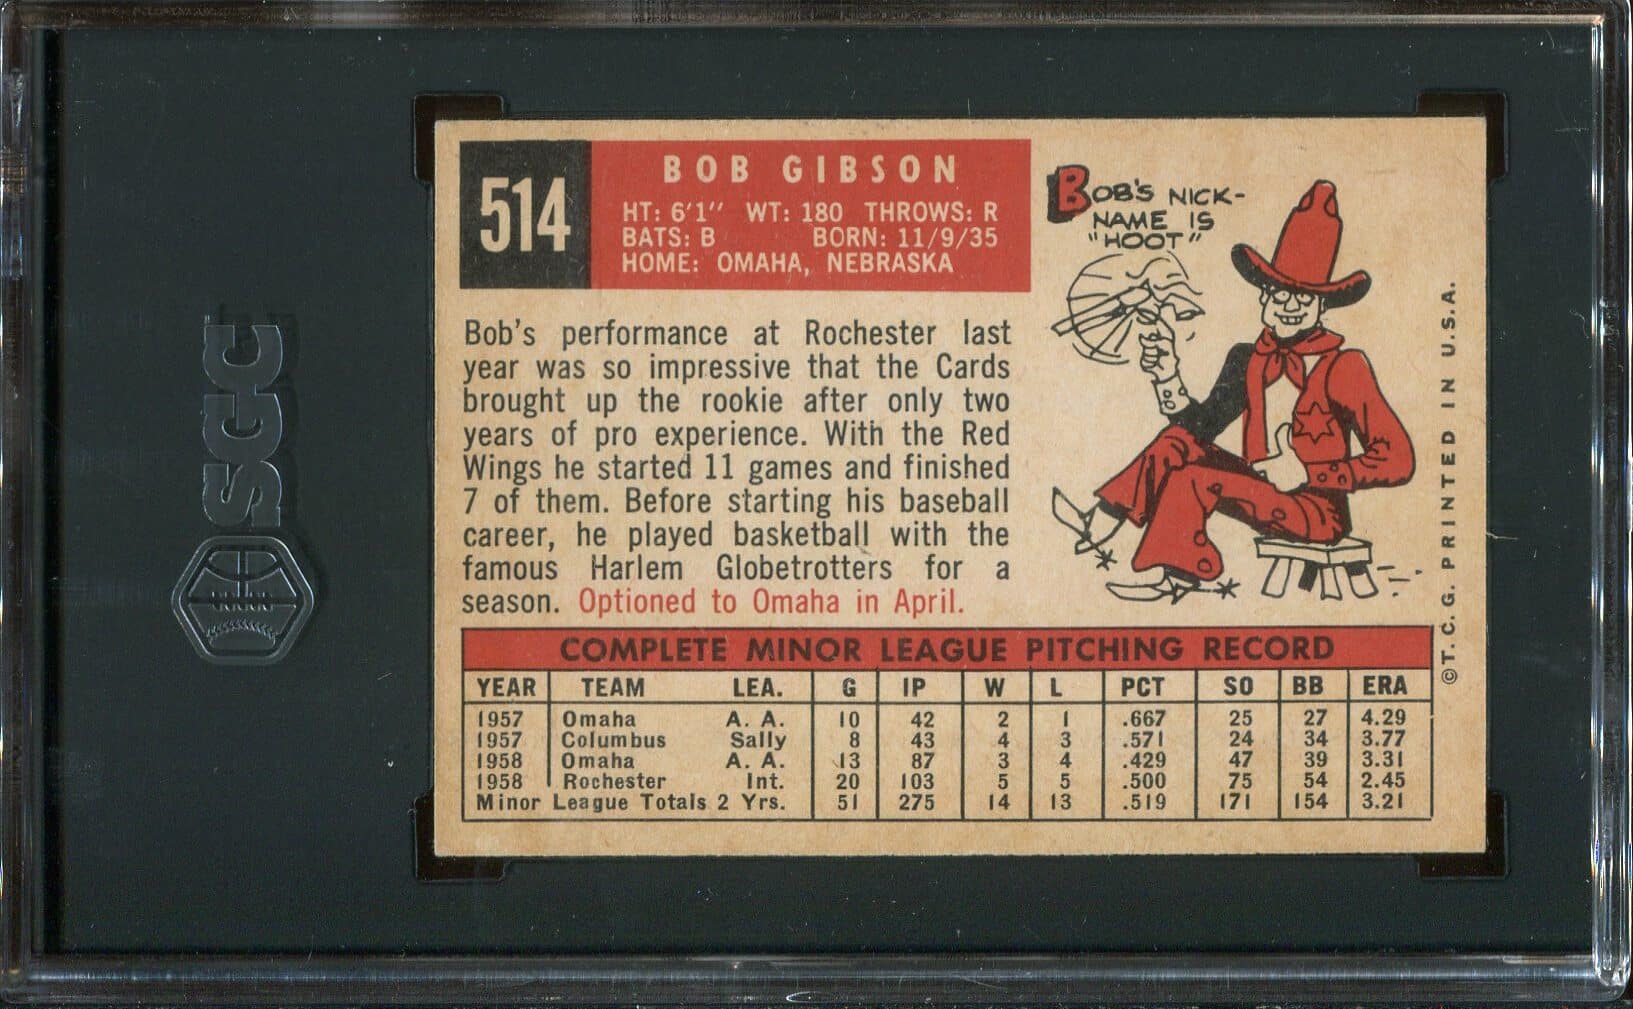 514
BOB GIBSON
HT: 6'1" WT: 180 THROWS: R
BATS: B BORN: 11/9/35
HOME: OMAHA, NEBRASKA
BOB'S NICK-
NAME IS
"HOOT"
Bob's performance at Rochester last
year was so impressive that the Cards
brought up the rookie after only two
years of pro experience. With the Red
Wings he started 11 games and finished
7 of them. Before starting his baseball
career, he played basketball with the
famous Harlem Globetrotters for a
season. Optioned to Omaha in April.
COMPLETE MINOR LEAGUE PITCHING RECORD
YEAR TEAM LEA. G IP W L PCT SO BB ERA
1957 Omaha A. A. 10 42 2 1 .667 25 27 4.29
1957 Columbus Sally 8 43 4 3 .571 24 34 3.77
1958 Omaha A. A. 13 87 3 4 .429 47 39 3.31
1958 Rochester Int. 20 103 5 5 .500 75 54 2.45
Minor League Totals 2 Yrs. 51 275 14 13 .519 171 154 3.21
©T.C.G. PRINTED IN U.S.A.
SGC